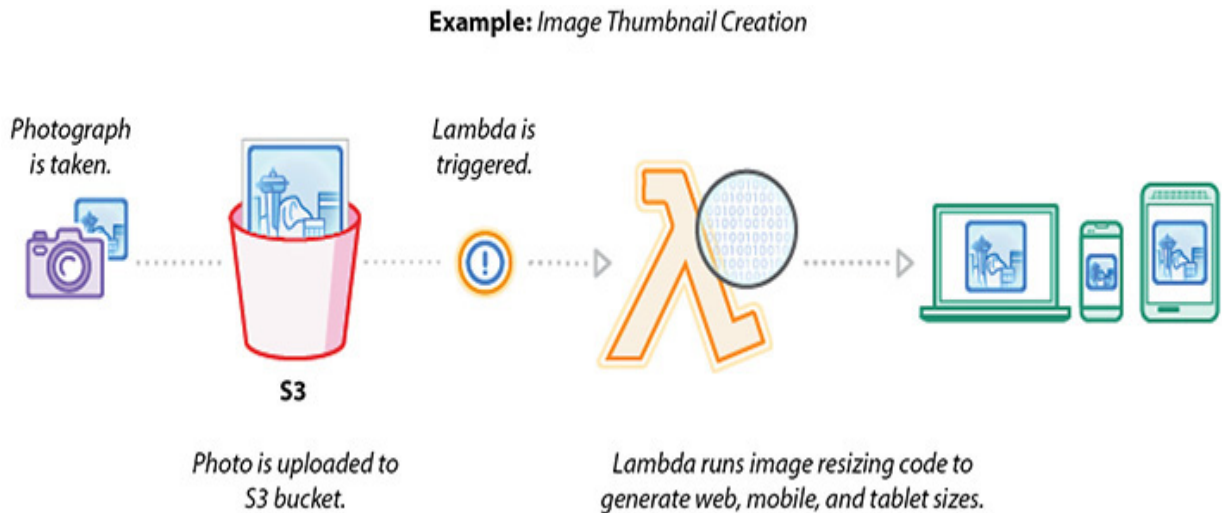 Example: Image Thumbnail Creation
Photograph
is taken.
Lambda is
triggered.
S3
Photo is uploaded to
S3 bucket.
Lambda runs image resizing code to
generate web, mobile, and tablet sizes.